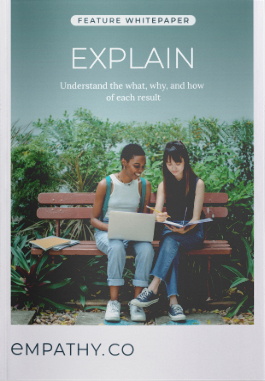 FEATURE WHITEPAPER
EXPLAIN
Understand the what, why, and how
of each result
eMPATHY.CO